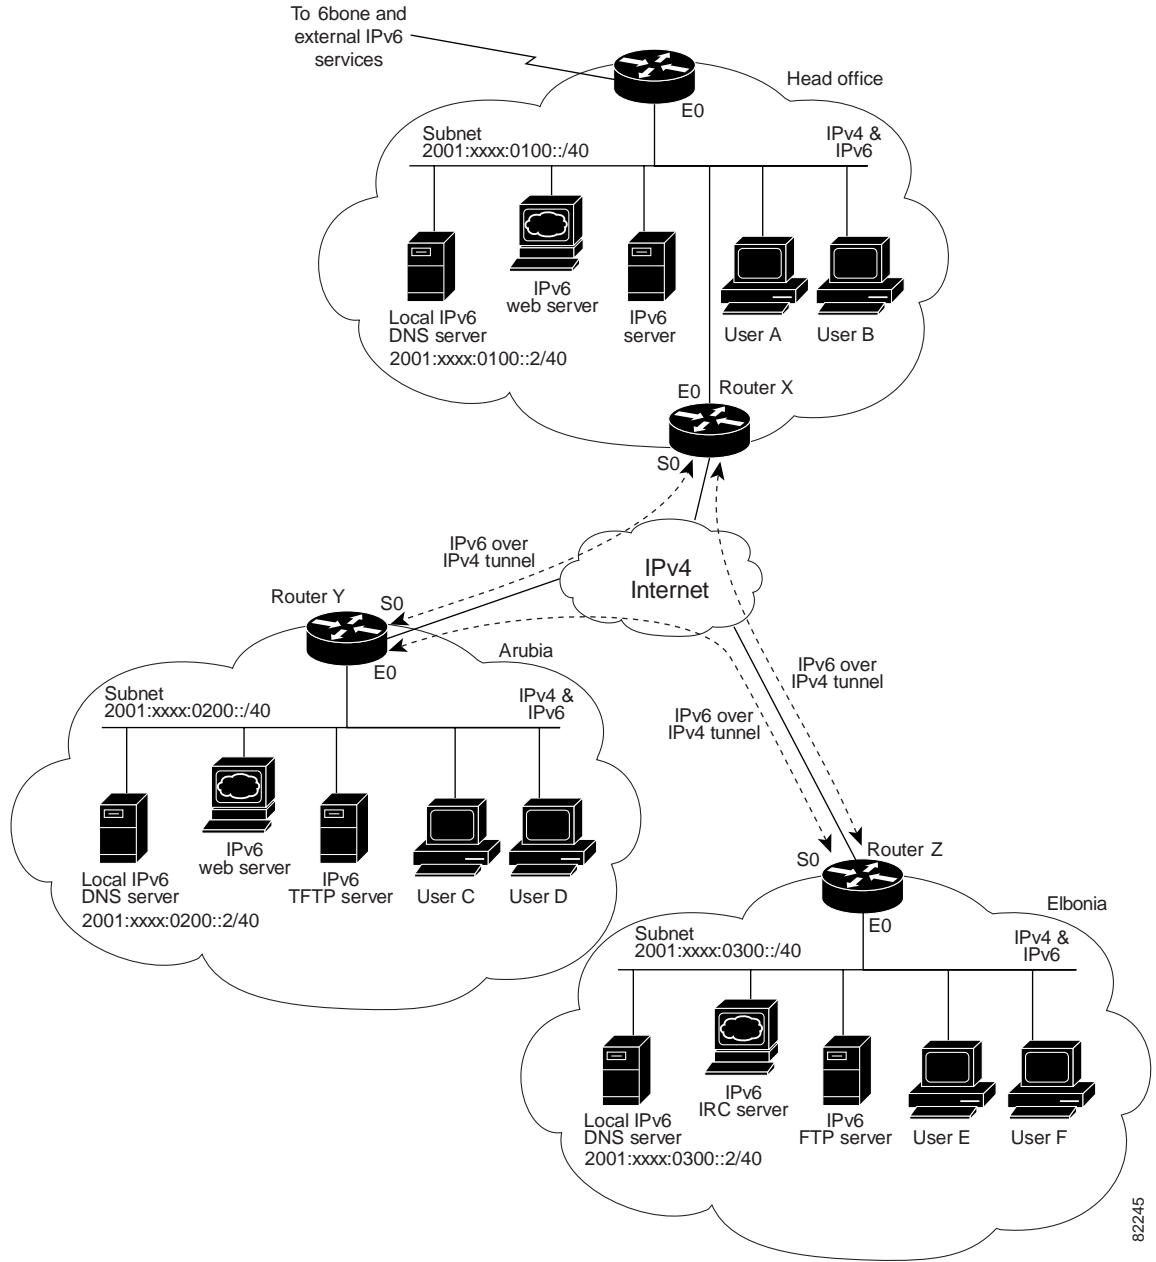 To 6bone and
external IPv6
services
Head office
E0
Subnet
2001:xxxx:0100::/40
IPv4 &
IPv6
IPv6
web server
Local IPv6
DNS server
2001:xxxx:0100::2/40
IPv6
server
User A
User B
E0
Router X
S0
IPv6 over
IPv4 tunnel
IPv4
Internet
Router Y
S0
E0
Arubia
IPv6 over
IPv4 tunnel
IPv6 over
IPv4 tunnel
Subnet
2001:xxxx:0200::/40
IPv4 &
IPv6
IPv6
web server
Local IPv6
DNS server
2001:xxxx:0200::2/40
IPv6
TFTP server
User C
User D
S0
Router Z
E0
Elbonia
Subnet
2001:xxxx:0300::/40
IPv4 &
IPv6
IPv6
IRC server
Local IPv6
DNS server
2001:xxxx:0300::2/40
IPv6
FTP server
User E
User F
82245